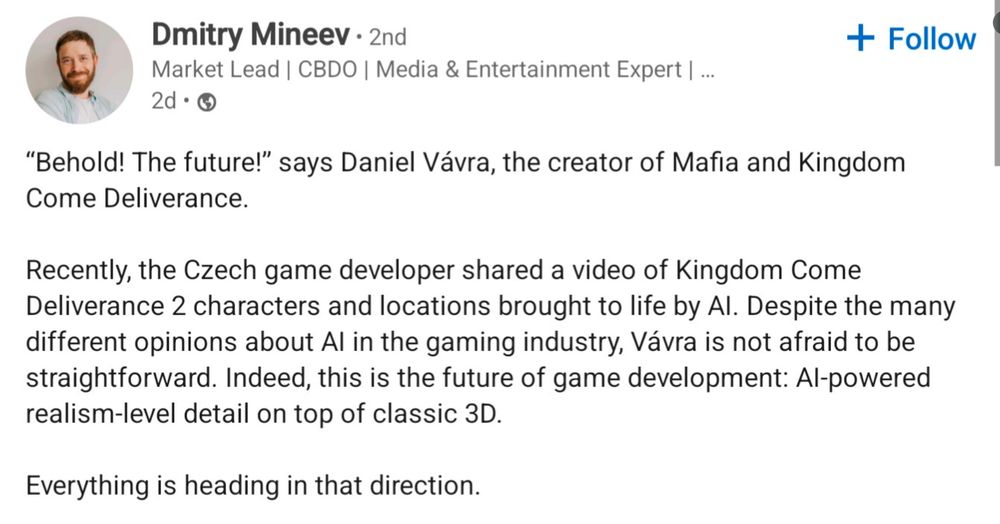 Dmitry Mineev • 2nd
+ Follow
Market Lead | CBDO | Media & Entertainment Expert | ...
2d •
“Behold! The future!” says Daniel Vávra, the creator of Mafia and Kingdom
Come Deliverance.
Recently, the Czech game developer shared a video of Kingdom Come
Deliverance 2 characters and locations brought to life by AI. Despite the many
different opinions about AI in the gaming industry, Vávra is not afraid to be
straightforward. Indeed, this is the future of game development: AI-powered
realism-level detail on top of classic 3D.
Everything is heading in that direction.